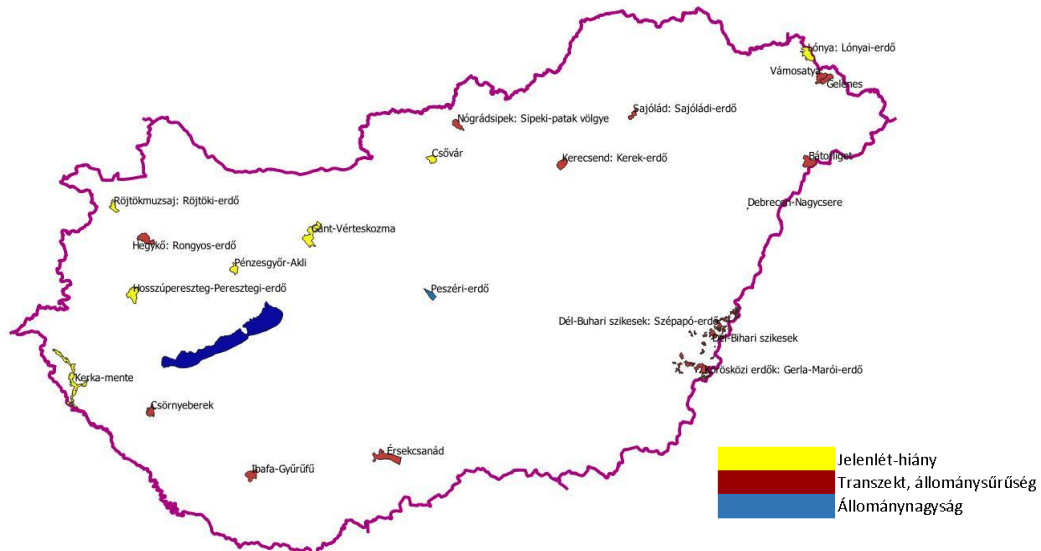 Lónya: Lónyai-erdő
Vámosatya
Gelénes
Sajólád: Sajóládi-erdő
Nógrádsipek: Sipeki-patak völgye
Csővár
Kerecsend: Kerek-erdő
Bátorliget
Röjtökmuzsaj: Röjtöki-erdő
Debrecen-Nagycsere
Gánt-Vérteskozma
Hegykő: Rongyos-erdő
Pénzesgyőr-Akli
Hosszúpereszteg-Peresztegi-erdő
Peszéri-erdő
Dél-Buhari szikesek: Szépapó-erdő
Dél-Bihari szikesek
Körösközi erdők: Gerla-Marói-erdő
Kerka-mente
Csörnyeberek
Érsekcsanád
Ibafa-Gyűrűfű
Jelenlét-hiány
Transzekt, állománysűrűség
Állománynagyság